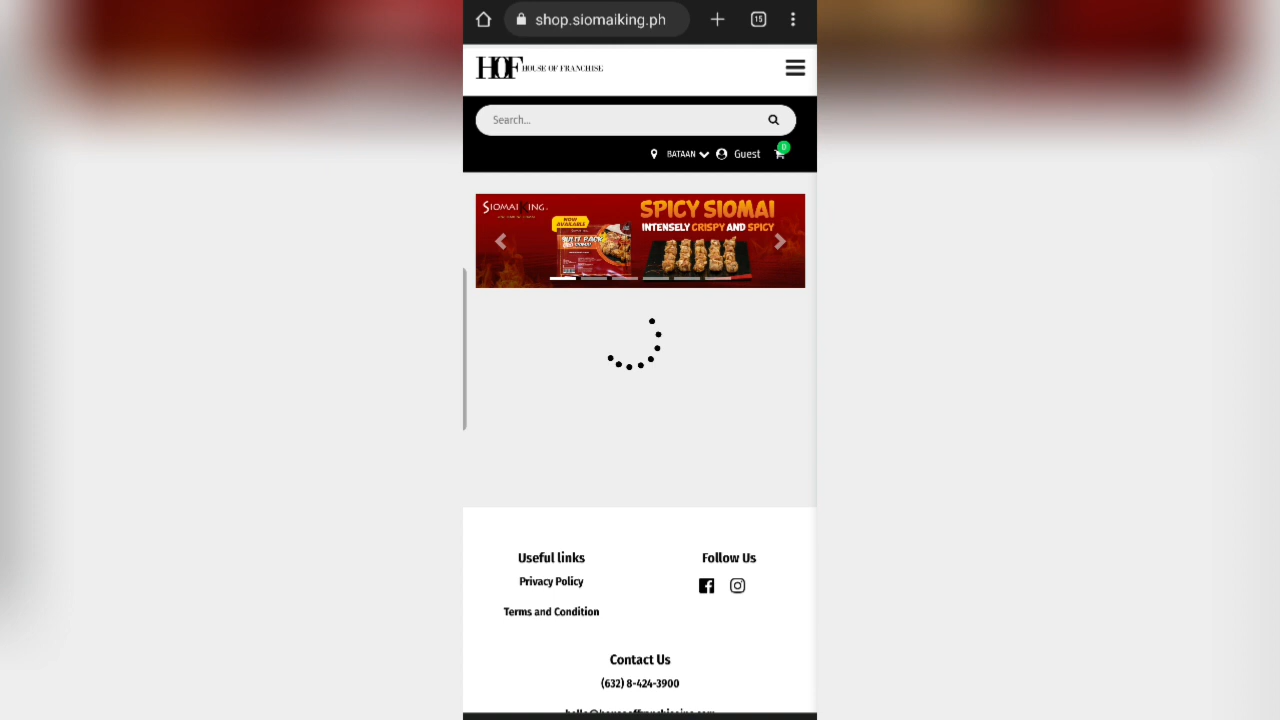 shop.siomaiking.ph
15
HOF HOUSE OF FRANCHISE
Search...
BATAAN
Guest
0
SIOMAI KING
NOW AVAILABLE
SPICY SIOMAI
INTENSELY CRISPY AND SPICY
Useful links
Follow Us
Privacy Policy
Terms and Condition
Contact Us
(632) 8-424-3900